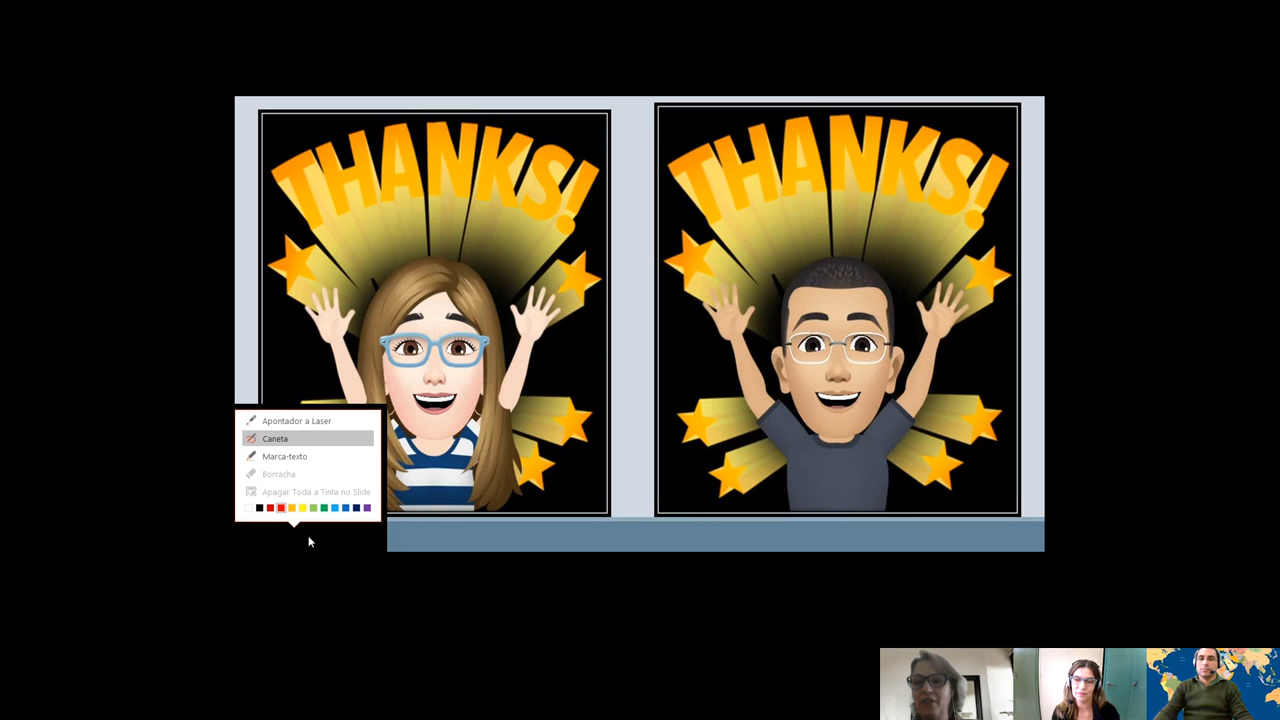 THANKS!
THANKS!
Apontador a Laser
Caneta
Marca-texto
Borracha
Apagar Toda a Tinta no Slide